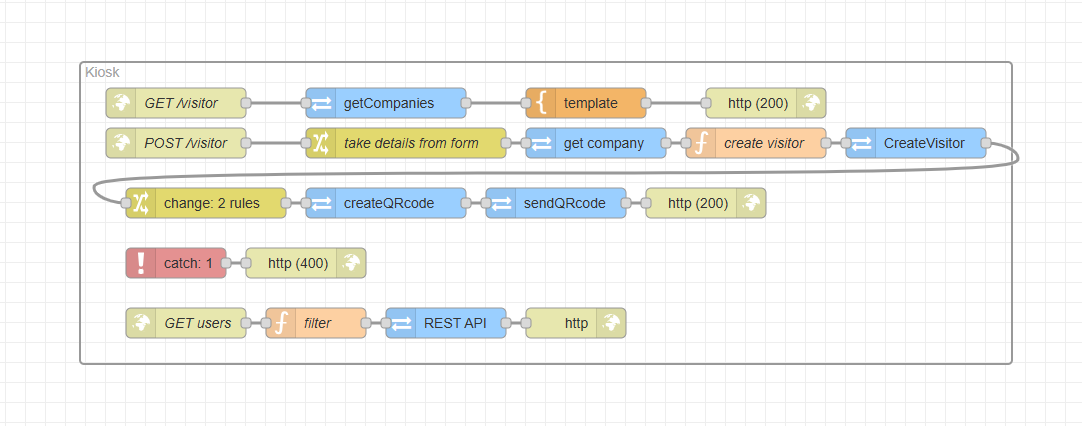 Kiosk
GET /visitor getCompanies template http (200)
POST /visitor take details from form get company create visitor CreateVisitor
change: 2 rules createQRcode sendQRcode http (200)
catch: 1 http (400)
GET users filter REST API http